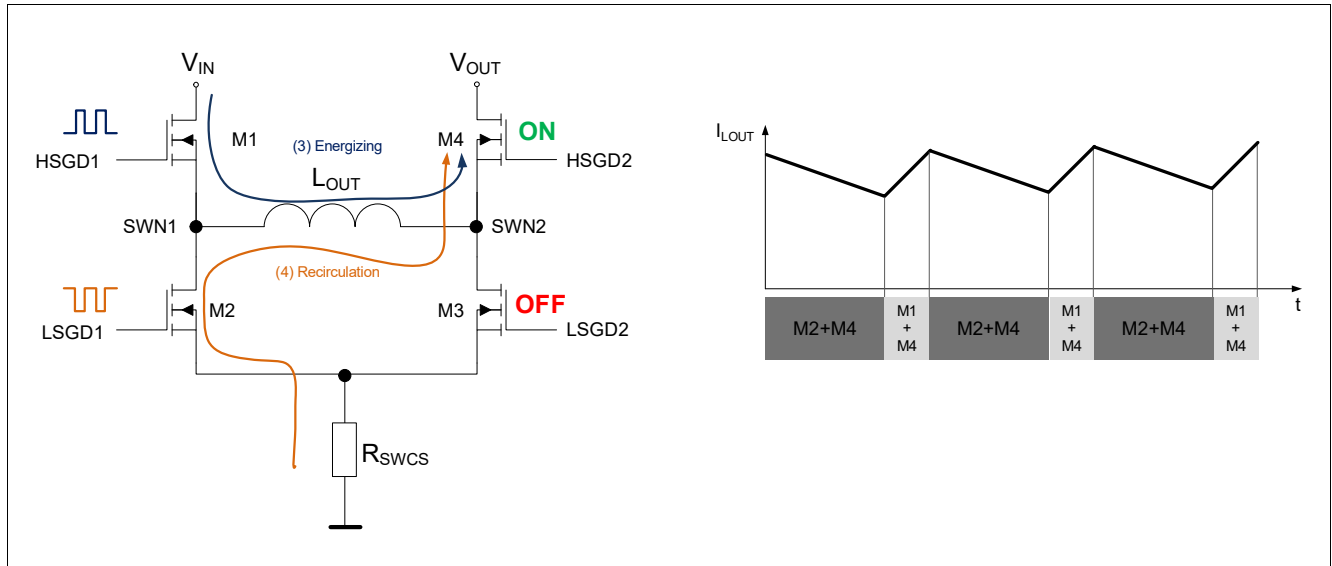 VIN
VOUT
M1
(3) Energizing
M4
ON
HSGD1
HSGD2
LOUT
SWN1
SWN2
(4) Recirculation
M2
M3
OFF
LSGD1
LSGD2
RSWCS
ILOUT
t
M2+M4
M1
+
M4
M2+M4
M1
+
M4
M2+M4
M1
+
M4